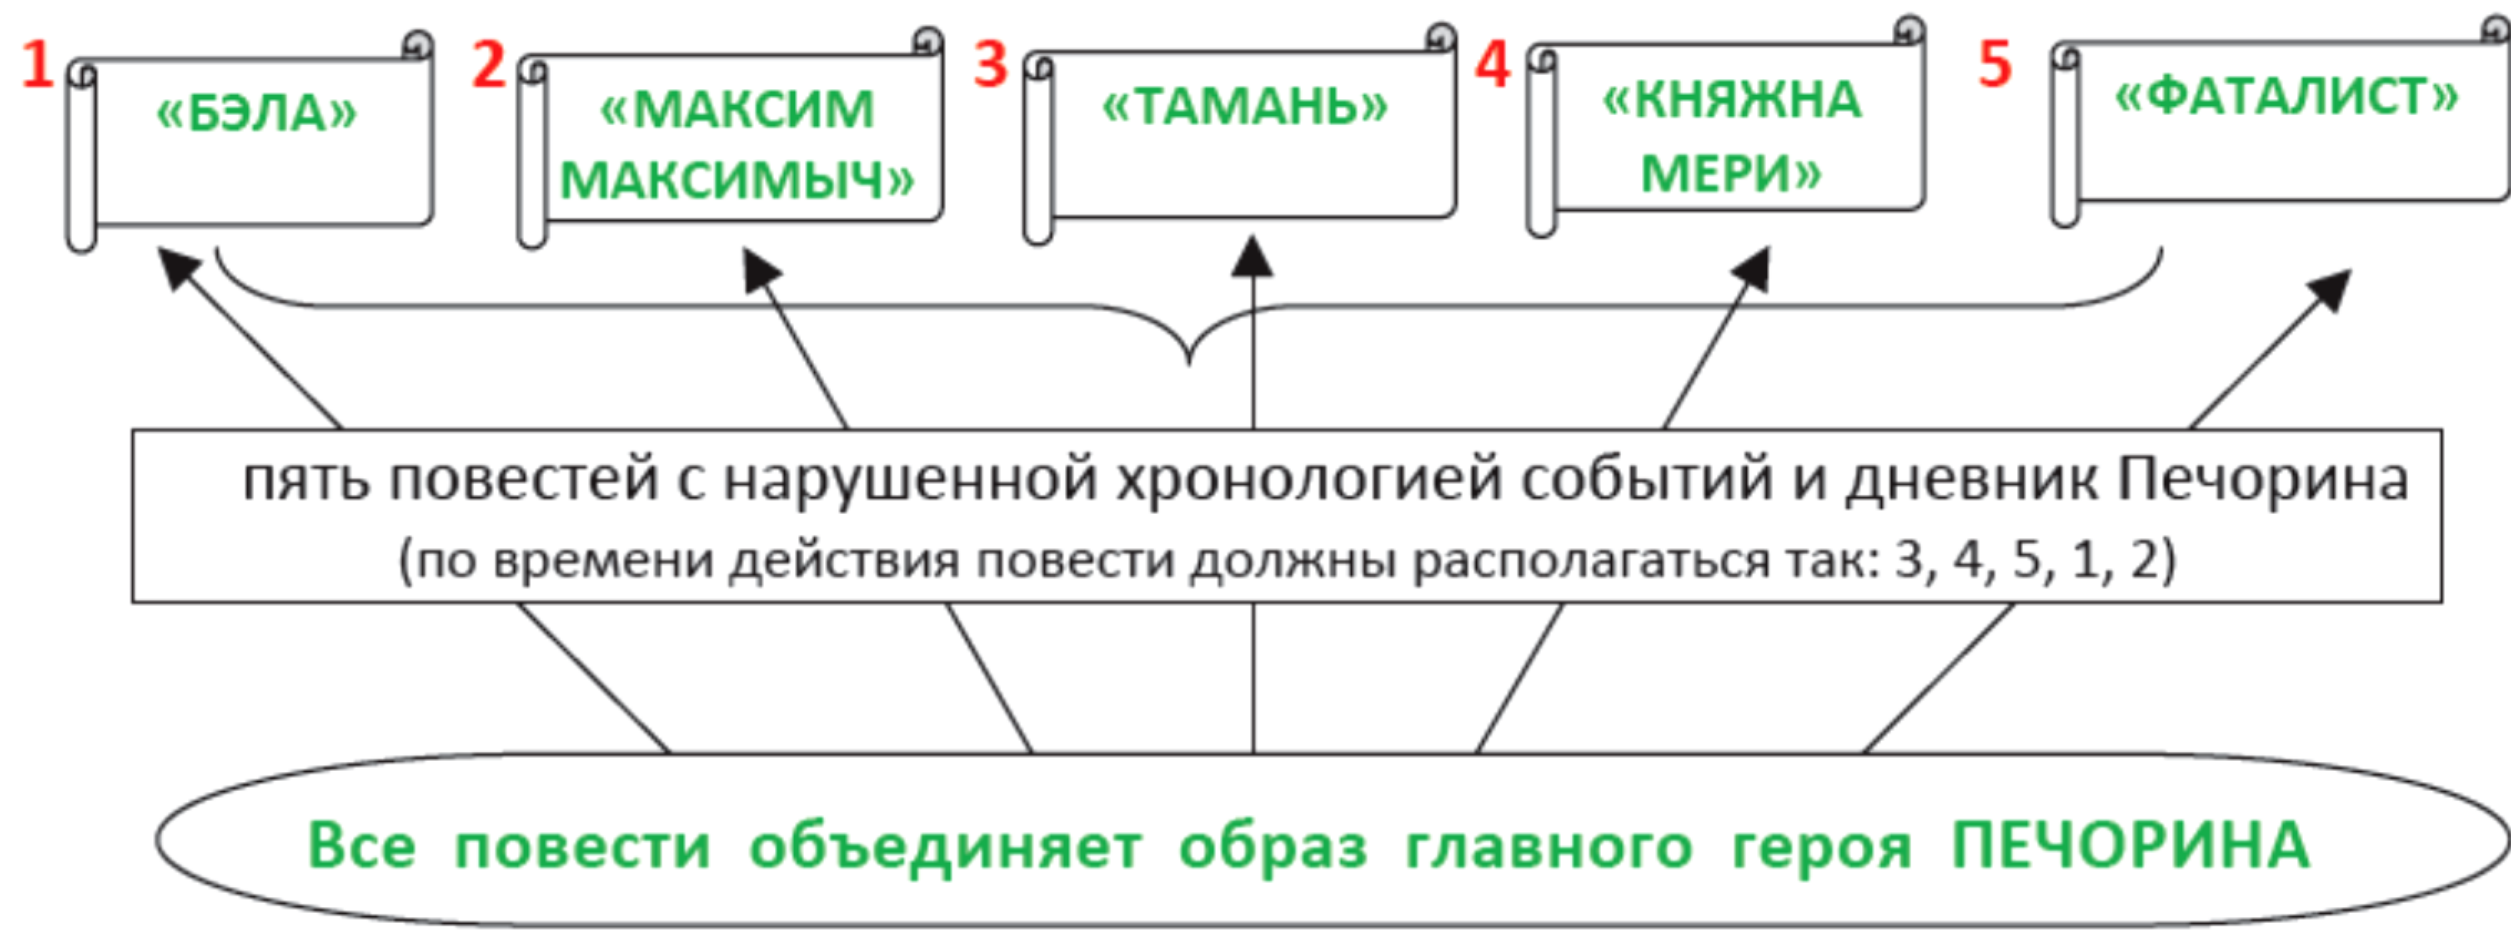 1 «БЭЛА»
2 «МАКСИМ
МАКСИМЫЧ»
3 «ТАМАНЬ»
4 «КНЯЖНА
МЕРИ»
5 «ФАТАЛИСТ»
пять повестей с нарушенной хронологией событий и дневник Печорина
(по времени действия повести должны располагаться так: 3, 4, 5, 1, 2)
Все повести объединяет образ главного героя ПЕЧОРИНА